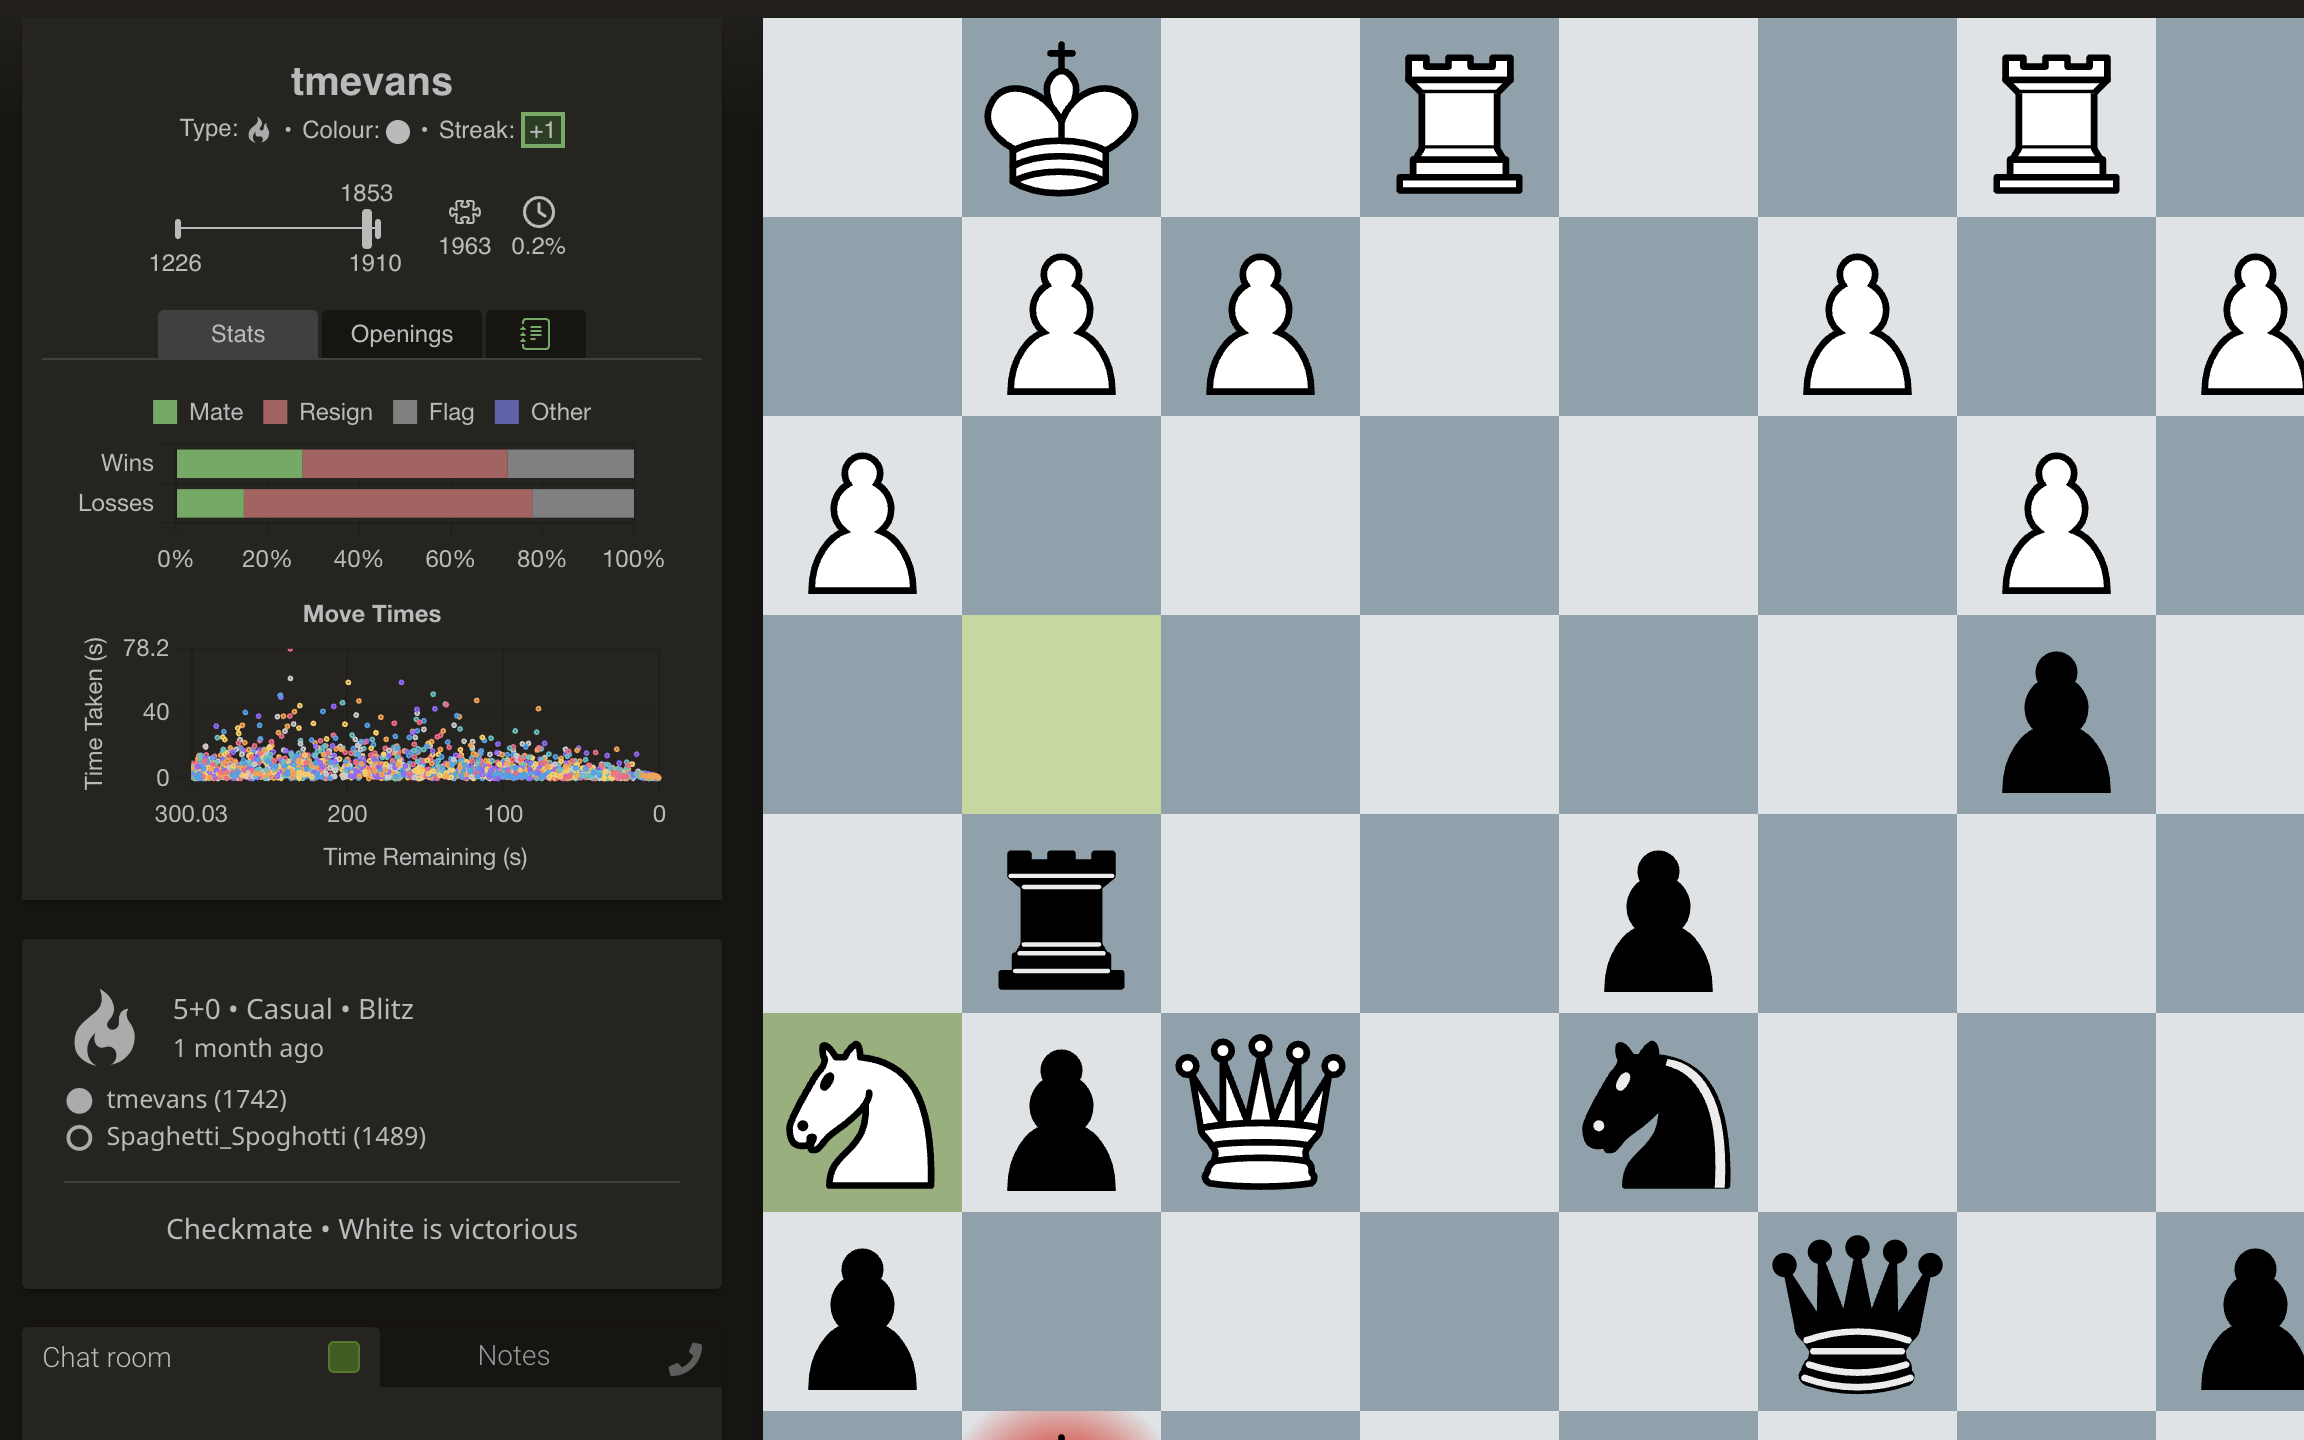 tmevans
Type: • Colour: • Streak: +1
1853
1226 1910
1963 0.2%
Stats Openings
Mate Resign Flag Other
Wins
Losses
0% 20% 40% 60% 80% 100%
Move Times
Time Taken (s)
78.2
40
0
300.03 200 100 0
Time Remaining (s)
5+0 • Casual • Blitz
1 month ago
tmevans (1742)
Spaghetti_Spoghotti (1489)
Checkmate • White is victorious
Chat room Notes